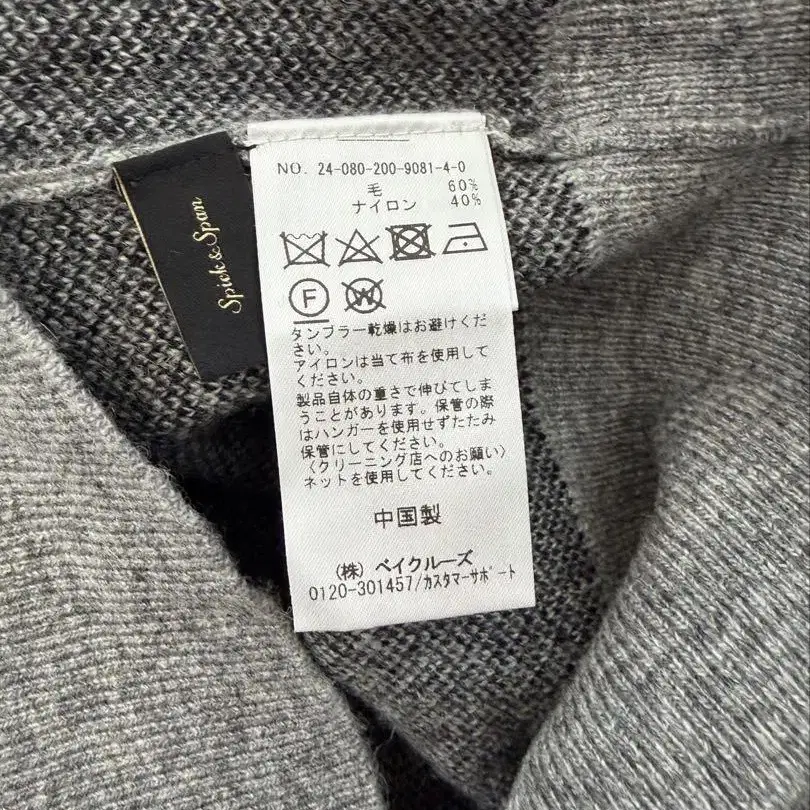 Spick & Span
NO. 24-080-200-9081-4-0
毛 60%
ナイロン 40%
F W
タンブラー乾燥はお避けくだ
さい。
アイロンは当て布を使用して
ください。
製品自体の重さで伸びてしま
うことがあります。保管の際
はハンガーを使用せずたたみ
保管にしてください。
〈クリーニング店へのお願い〉
ネットを使用してください。
中国製
(株) ベイクルーズ
0120-301457/カスタマーサポート